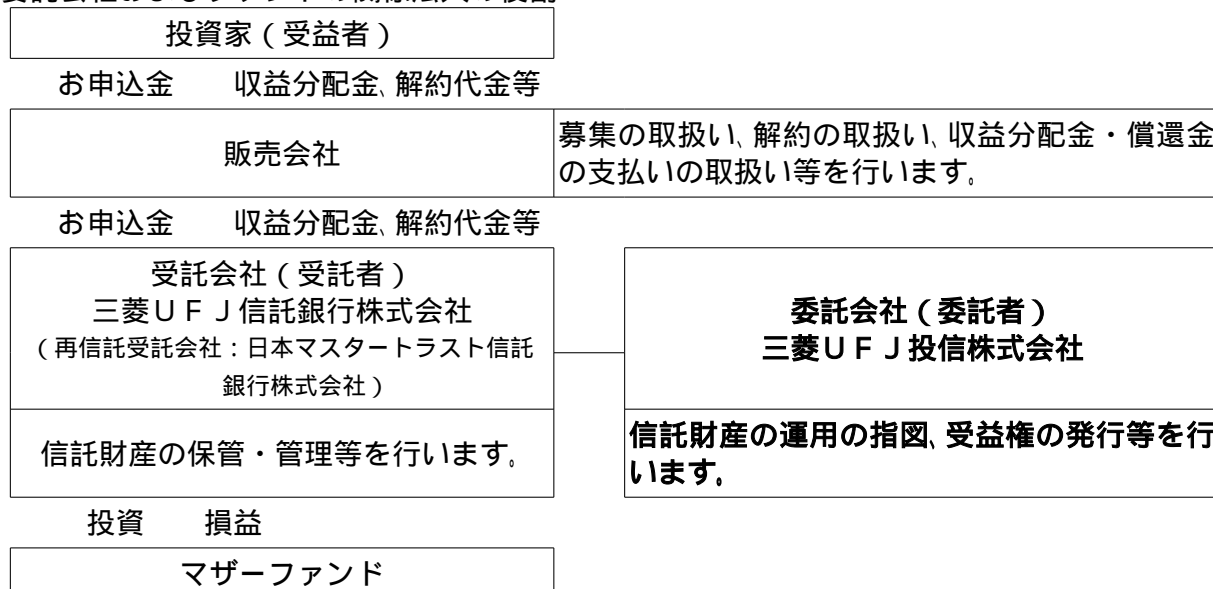 投資家(受益者)
お申込金 収益分配金、解約代金等
販売会社
募集の取扱い、解約の取扱い、収益分配金・償還金
の支払いの取扱い等を行います。
お申込金 収益分配金、解約代金等
受託会社(受託者)
三菱UFJ信託銀行株式会社
(再信託受託会社:日本マスタートラスト信託
銀行株式会社)
信託財産の保管・管理等を行います。
委託会社(委託者)
三菱UFJ投信株式会社
信託財産の運用の指図、受益権の発行等を行
います。
投資 損益
マザーファンド